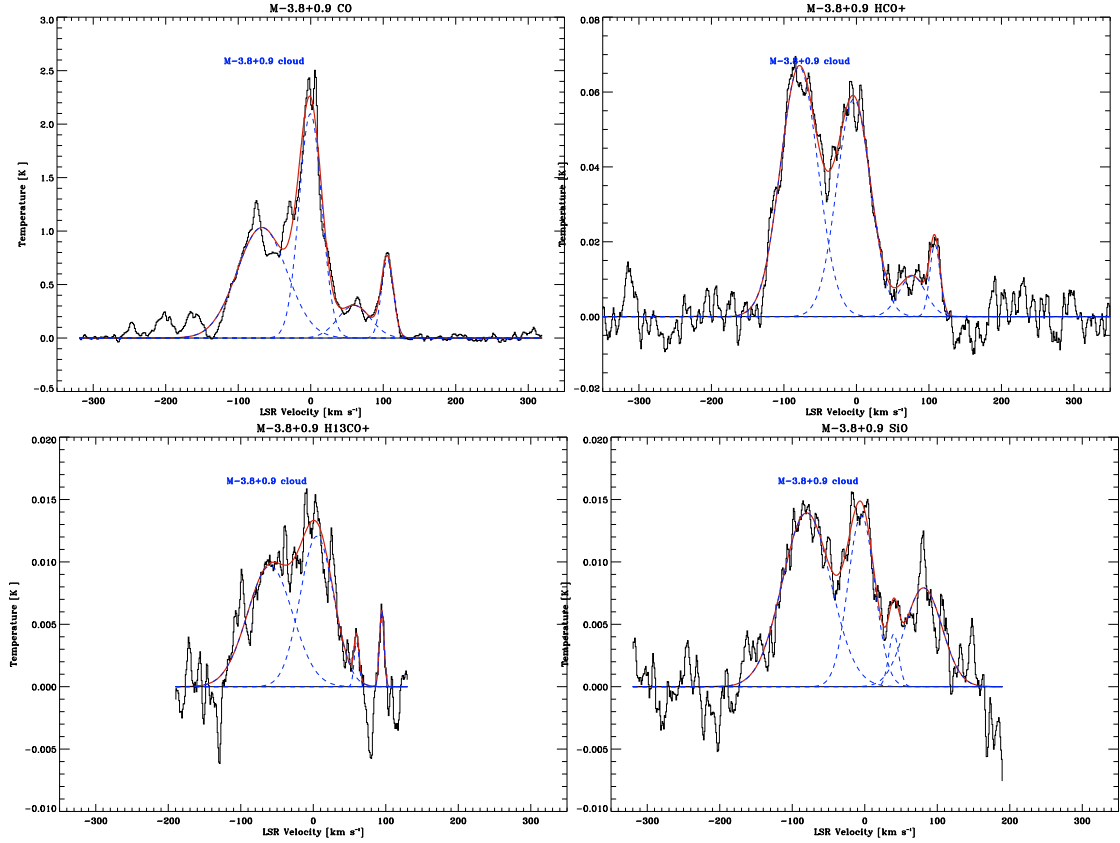 M-3.8+0.9 CO
M-3.8+0.9 cloud
Temperature [K ]
3.0
2.5
2.0
1.5
1.0
0.5
0.0
-0.5
-300 -200 -100 0 100 200 300
LSR Velocity [km s⁻¹]
M-3.8+0.9 HCO+
M-3.8+0.9 cloud
Temperature [K ]
0.08
0.06
0.04
0.02
0.00
-0.02
-300 -200 -100 0 100 200 300
LSR Velocity [km s⁻¹]
M-3.8+0.9 H13CO+
M-3.8+0.9 cloud
Temperature [K ]
0.020
0.015
0.010
0.005
0.000
-0.005
-0.010
-300 -200 -100 0 100 200 300
LSR Velocity [km s⁻¹]
M-3.8+0.9 SiO
M-3.8+0.9 cloud
Temperature [K ]
0.020
0.015
0.010
0.005
0.000
-0.005
-0.010
-300 -200 -100 0 100 200 300
LSR Velocity [km s⁻¹]